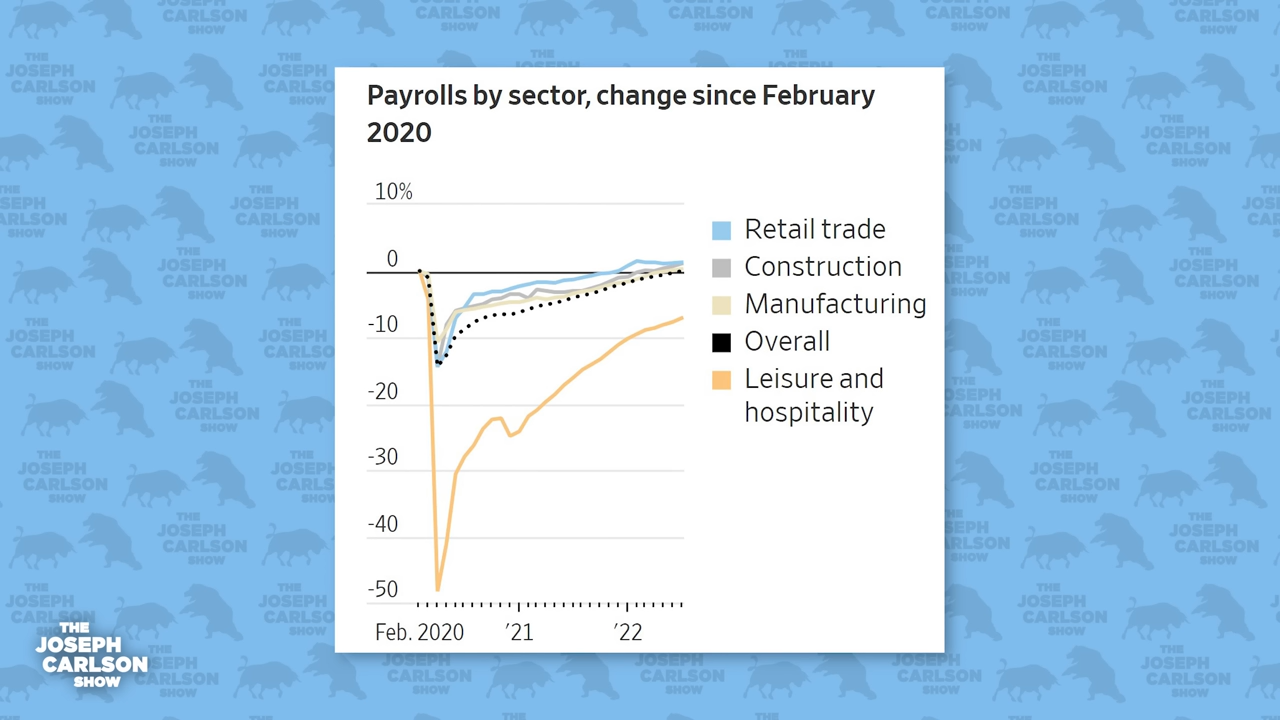 Payrolls by sector, change since February
2020
10%
0
-10
-20
-30
-40
-50
Feb. 2020 ’21 ’22
Retail trade
Construction
Manufacturing
Overall
Leisure and
hospitality
THE
JOSEPH
CARLSON
SHOW